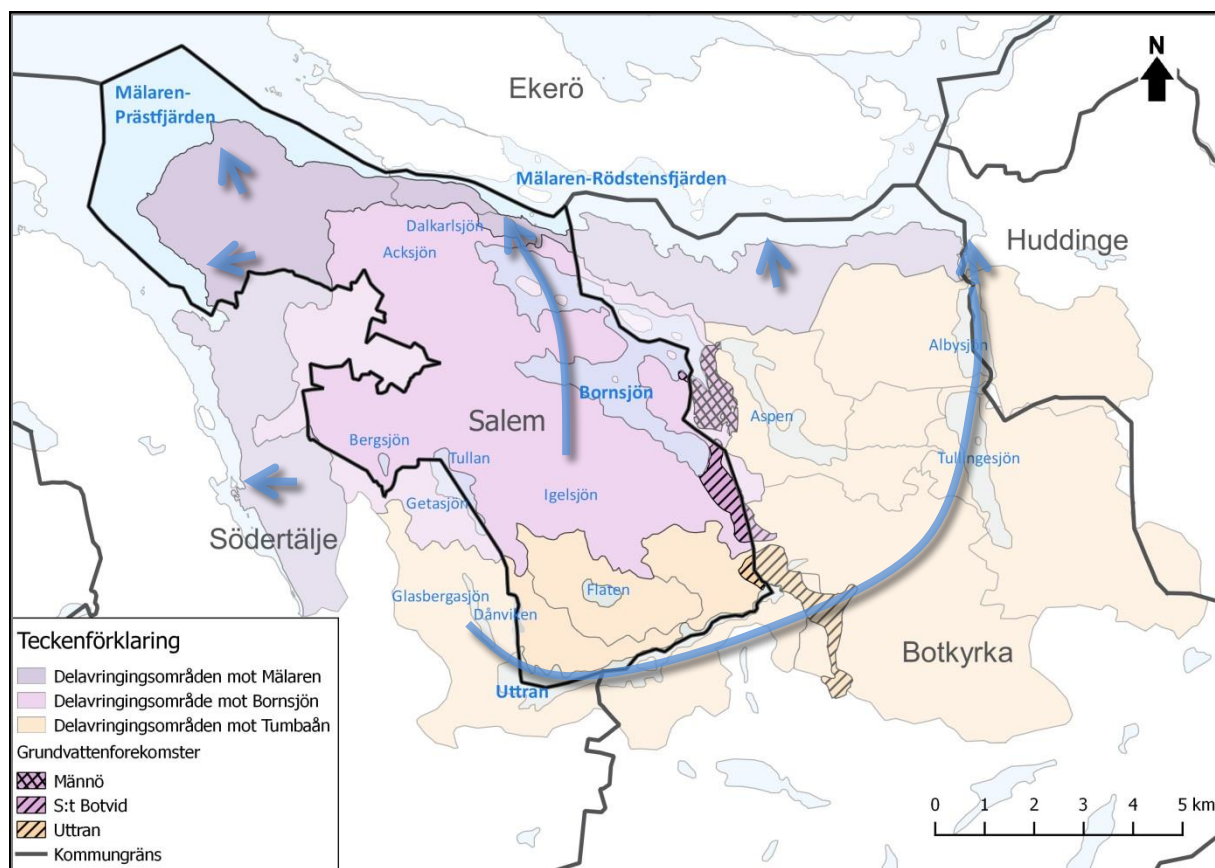 N
Ekerö
Mälaren-
Prästfjärden
Mälaren-Rödstensfjärden
Dalkarlsjön
Acksjön
Huddinge
Albysjön
Bornsjön
Aspen
Salem
Bergsjön
Tullan
Tullingesjön
Getasjön
Igelsjön
Södertälje
Glasbergasjön
Flaten
Dånviken
Botkyrka
Uttran
Teckenförklaring
Delavringingsområden mot Mälaren
Delavringingsområde mot Bornsjön
Delavringingsområden mot Tumbaån
Grundvattenforekomster
Männö
S:t Botvid
Uttran
Kommungräns
0 1 2 3 4 5 km